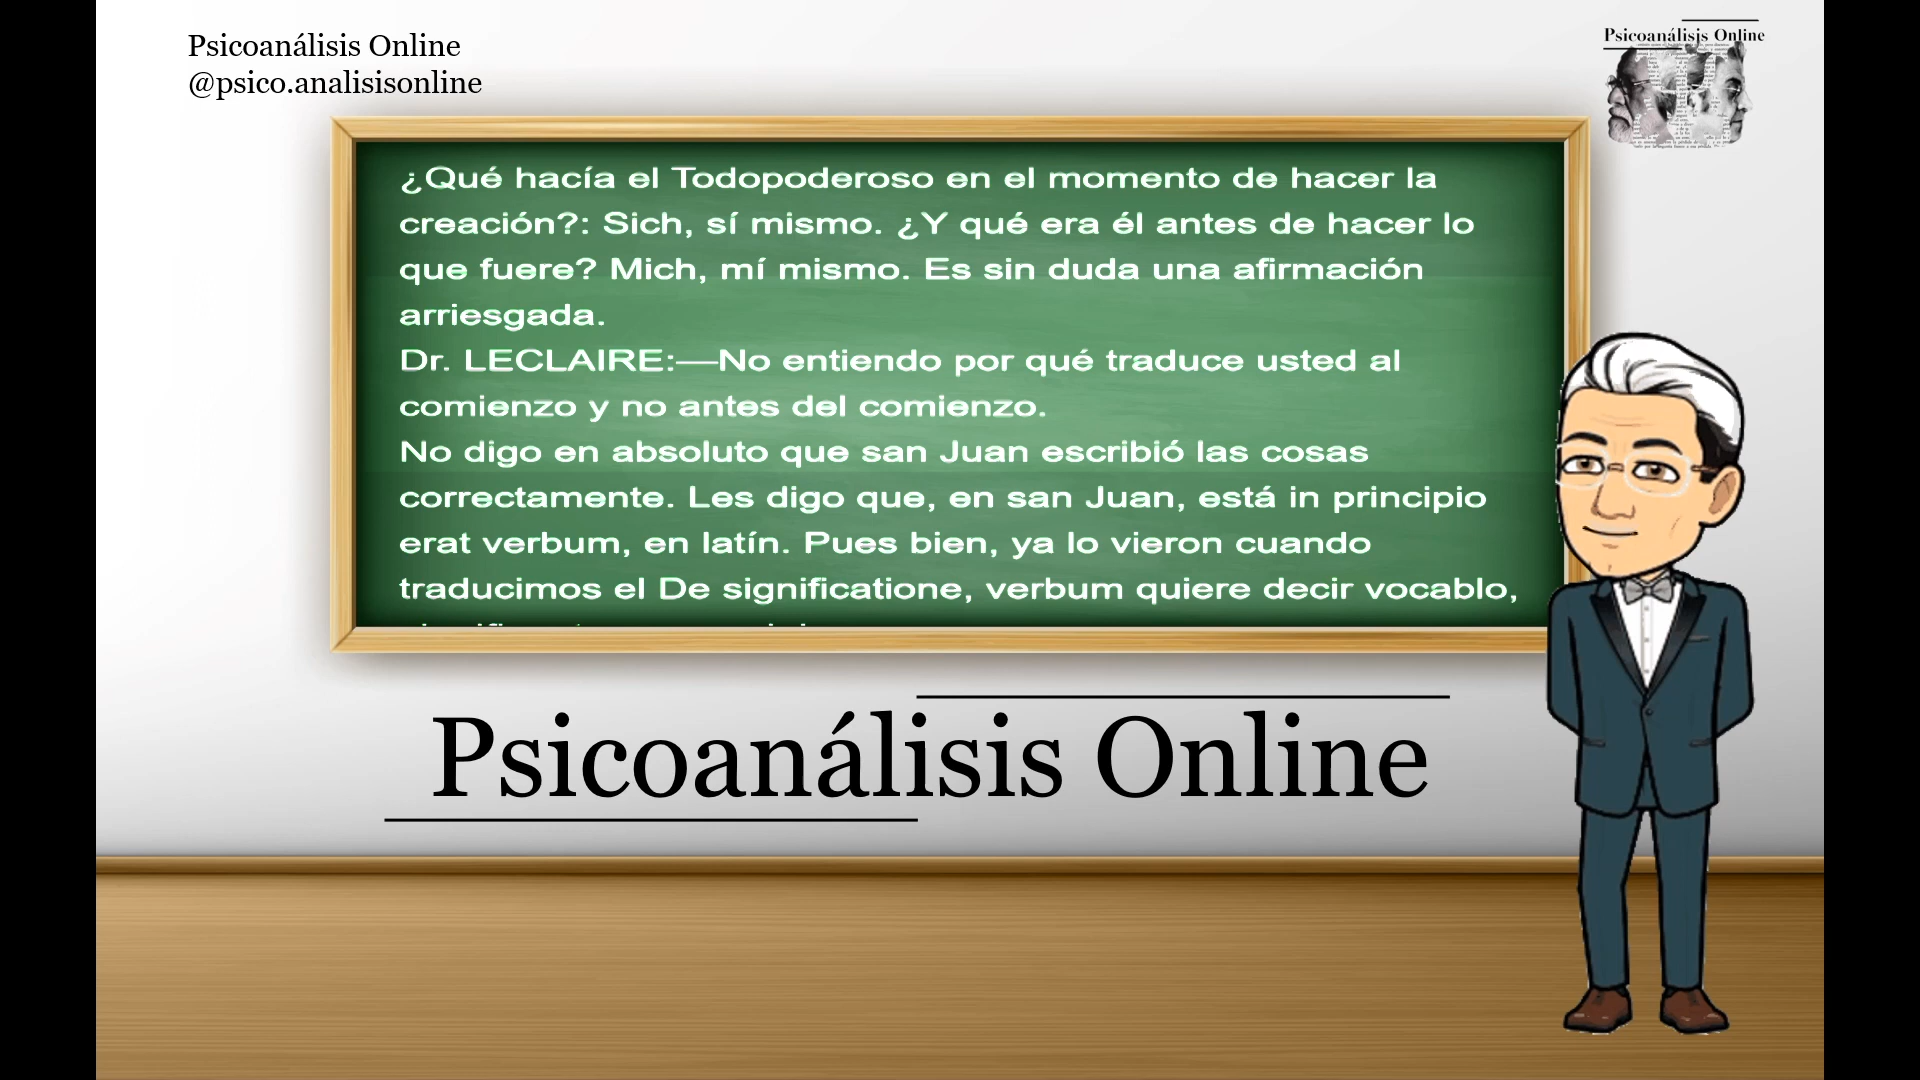 Psicoanálisis Online
@psico.analisisonline
Psicoanálisis Online
¿Qué hacía el Todopoderoso en el momento de hacer la
creación?: Sich, sí mismo. ¿Y qué era él antes de hacer lo
que fuere? Mich, mí mismo. Es sin duda una afirmación
arriesgada.
Dr. LECLAIRE:—No entiendo por qué traduce usted al
comienzo y no antes del comienzo.
No digo en absoluto que san Juan escribió las cosas
correctamente. Les digo que, en san Juan, está in principio
erat verbum, en latín. Pues bien, ya lo vieron cuando
traducimos el De significatione, verbum quiere decir vocablo,
Psicoanálisis Online